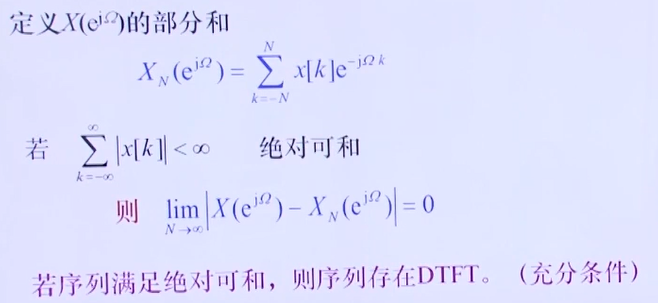 定义X(e^{jΩ})的部分和
X_N(e^{jΩ}) = \sum_{k=-N}^{N} x[k]e^{-jΩk}
若 \sum_{k=-∞}^{∞} |x[k]| < ∞ 绝对可和
则 \lim_{N→∞} |X(e^{jΩ}) − X_N(e^{jΩ})| = 0
若序列满足绝对可和，则序列存在DTFT。（充分条件）